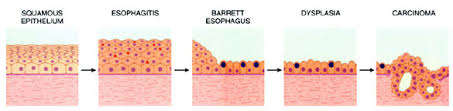 SQUAMOUS
EPITHELIUM
ESOPHAGITIS
BARRETT
ESOPHAGUS
DYSPLASIA
CARCINOMA